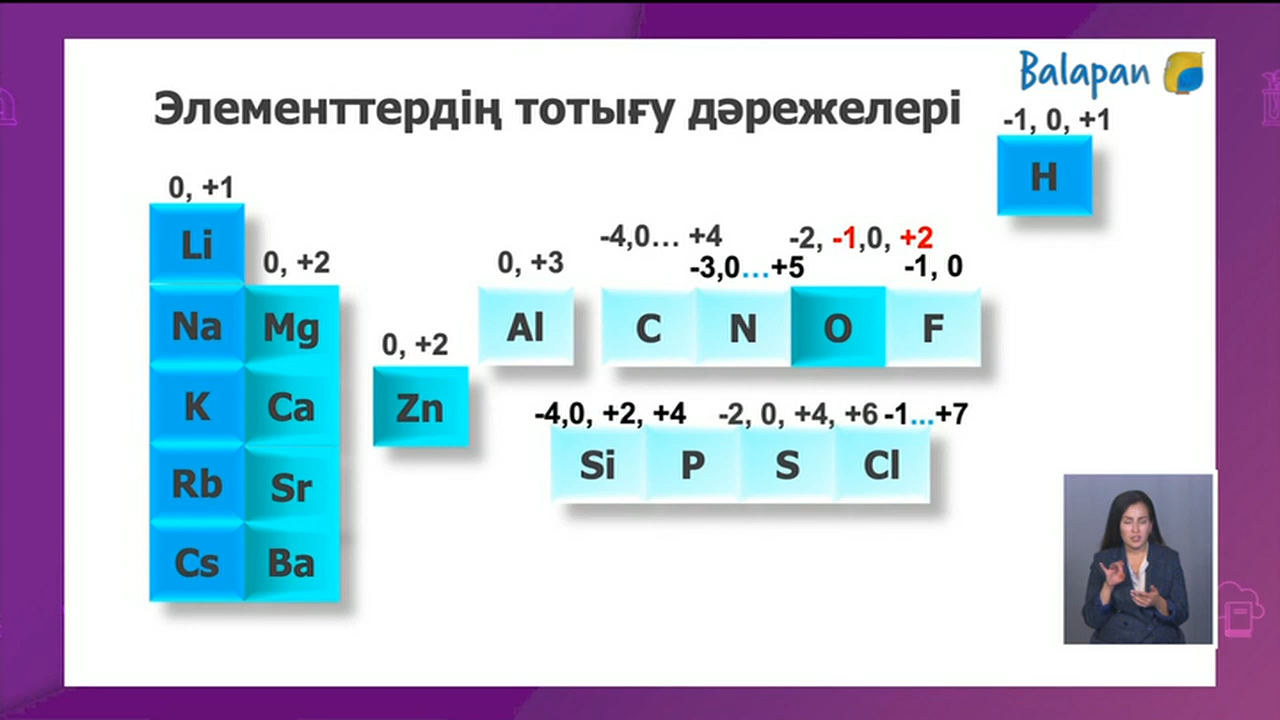 Balapan
Элементтердің тотығу дәрежелері
-1, 0, +1
H
0, +1
Li
0, +2
-4,0... +4
-2, -1,0, +2
0, +3
-3,0...+5
-1, 0
Na Mg
Al
C N O F
0, +2
K Ca
Zn
-4,0, +2, +4
-2, 0, +4, +6
-1...+7
Si P S Cl
Rb Sr
Cs Ba